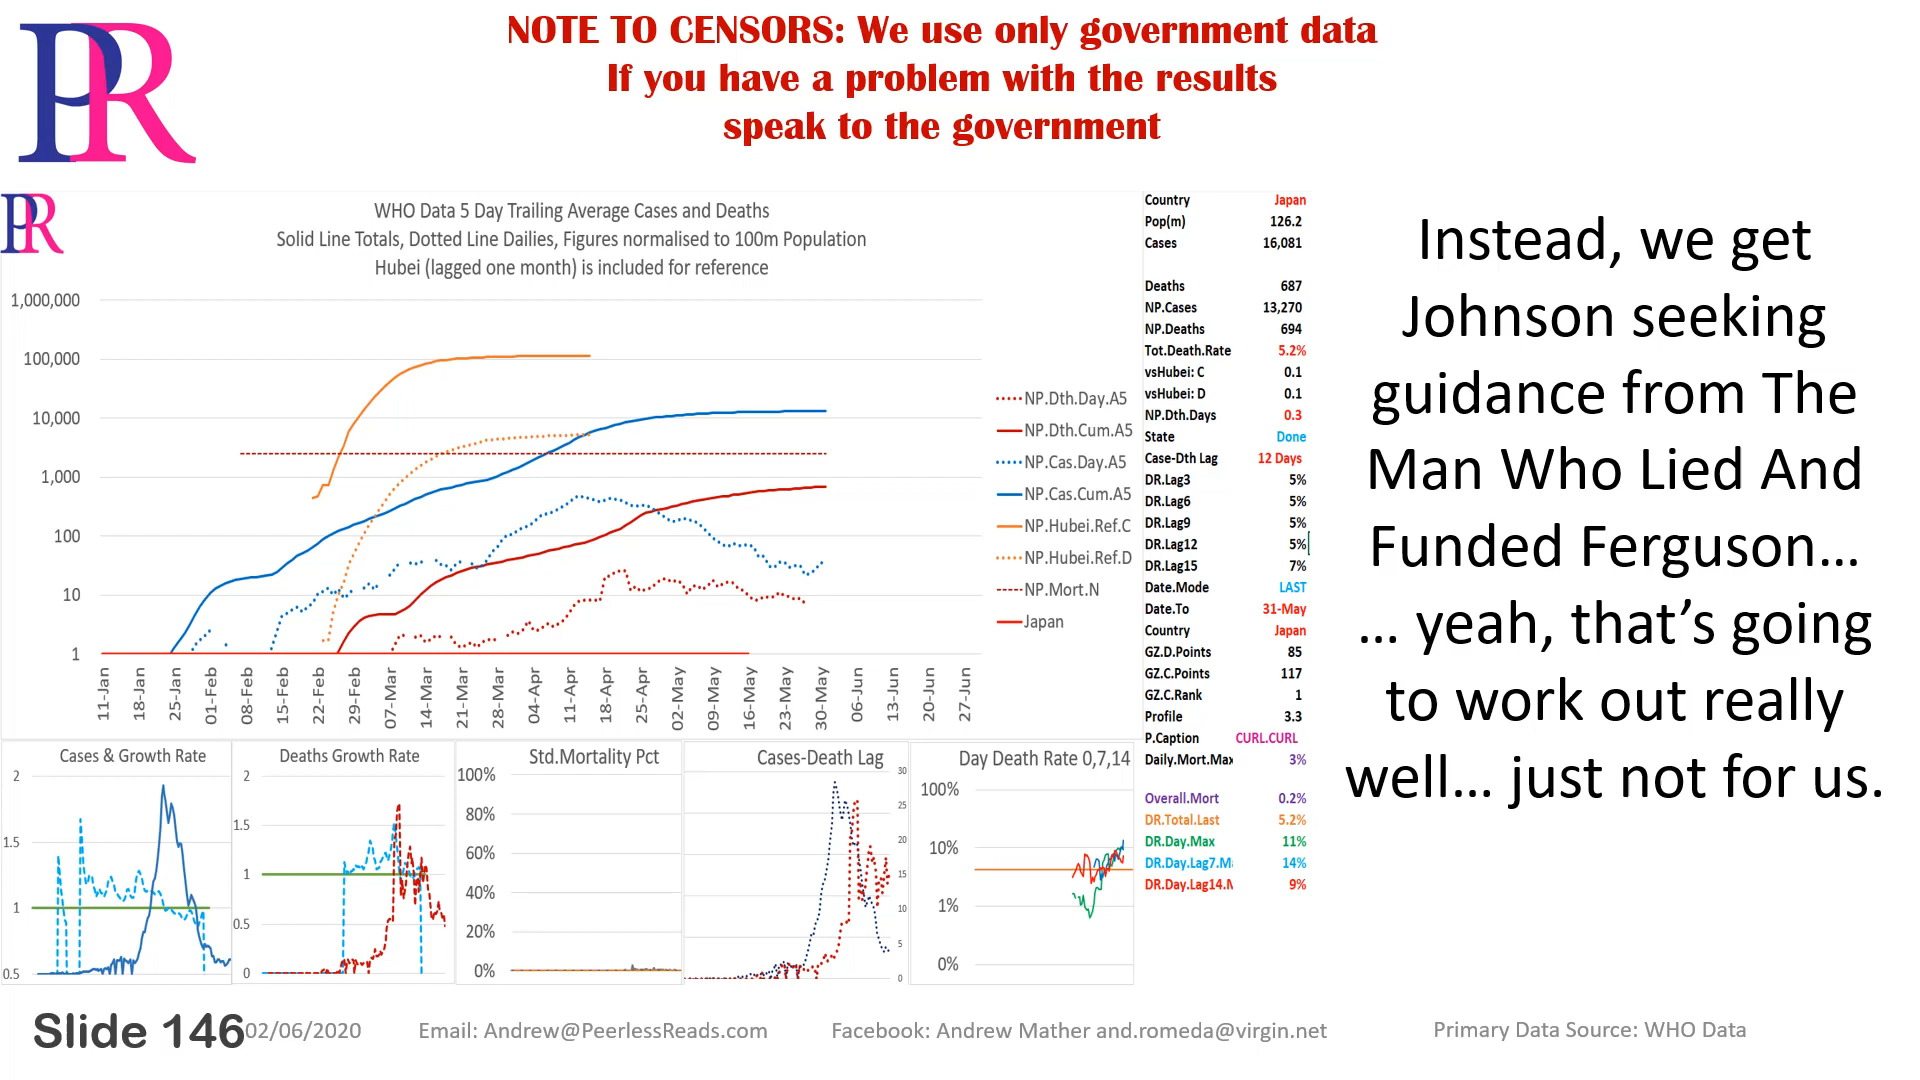 PR
NOTE TO CENSORS: We use only government data
If you have a problem with the results
speak to the government
PR
WHO Data 5 Day Trailing Average Cases and Deaths
Solid Line Totals, Dotted Line Dailies, Figures normalised to 100m Population
Hubei (lagged one month) is included for reference
1,000,000
100,000
10,000
1,000
100
10
1
11-Jan 18-Jan 25-Jan 01-Feb 08-Feb 15-Feb 22-Feb 29-Feb 07-Mar 14-Mar 21-Mar 28-Mar 04-Apr 11-Apr 18-Apr 25-Apr 02-May 09-May 16-May 23-May 30-May 06-Jun 13-Jun 20-Jun 27-Jun
NP.Dth.Day.A5
NP.Dth.Cum.A5
NP.Cas.Day.A5
NP.Cas.Cum.A5
NP.Hubei.Ref.C
NP.Hubei.Ref.D
NP.Mort.N
Japan
Country Japan
Pop(m) 126.2
Cases 16,081
Deaths 687
NP.Cases 13,270
NP.Deaths 694
Tot.Death.Rate 5.2%
vsHubei: C 0.1
vsHubei: D 0.1
NP.Dth.Days 0.3
State Done
Case-Dth Lag 12 Days
DR.Lag3 5%
DR.Lag6 5%
DR.Lag9 5%
DR.Lag12 5%
DR.Lag15 7%
Date.Mode LAST
Date.To 31-May
Country Japan
GZ.D.Points 85
GZ.C.Points 117
GZ.C.Rank 1
Profile 3.3
P.Caption CURL.CURL
Daily.Mort.Max 3%
Overall.Mort 0.2%
DR.Total.Last 5.2%
DR.Day.Max 11%
DR.Day.Lag7.M 14%
DR.Day.Lag14.M 9%
Instead, we get
Johnson seeking
guidance from The
Man Who Lied And
Funded Ferguson…
… yeah, that’s going
to work out really
well… just not for us.
Cases & Growth Rate
2
1.5
1
0.5
Deaths Growth Rate
2
1.5
1
0.5
0
Std.Mortality Pct
100%
80%
60%
40%
20%
0%
Cases-Death Lag
30
25
20
15
10
5
0
Day Death Rate 0,7,14
100%
10%
1%
0%
Slide 146
02/06/2020
Email: Andrew@PeerlessReads.com
Facebook: Andrew Mather and.romeda@virgin.net
Primary Data Source: WHO Data